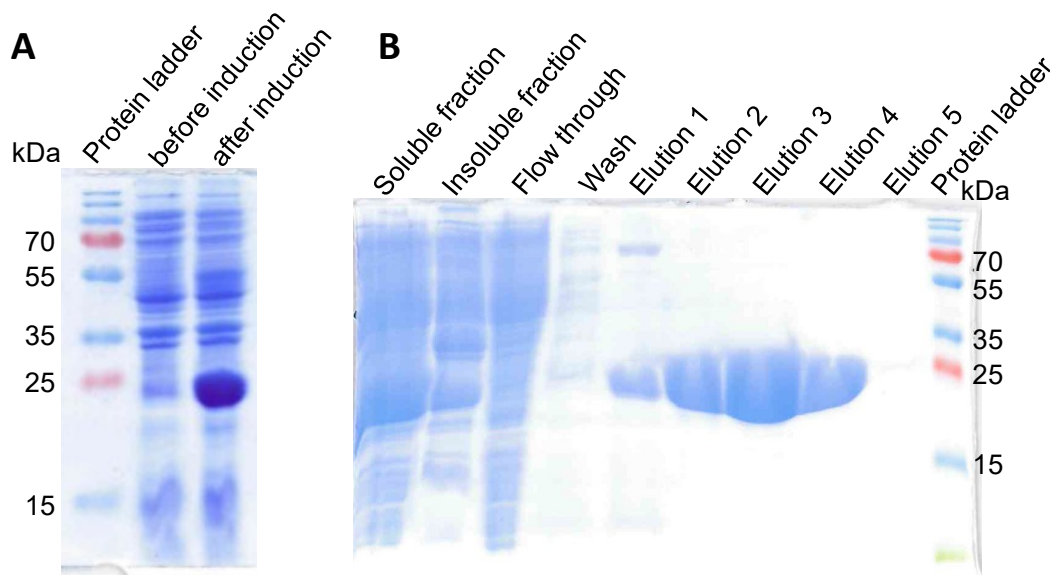 A
Protein ladder
before induction
after induction
kDa
70
55
35
25
15
B
Soluble fraction
Insoluble fraction
Flow through
Wash
Elution 1
Elution 2
Elution 3
Elution 4
Elution 5
Protein ladder
kDa
70
55
35
25
15